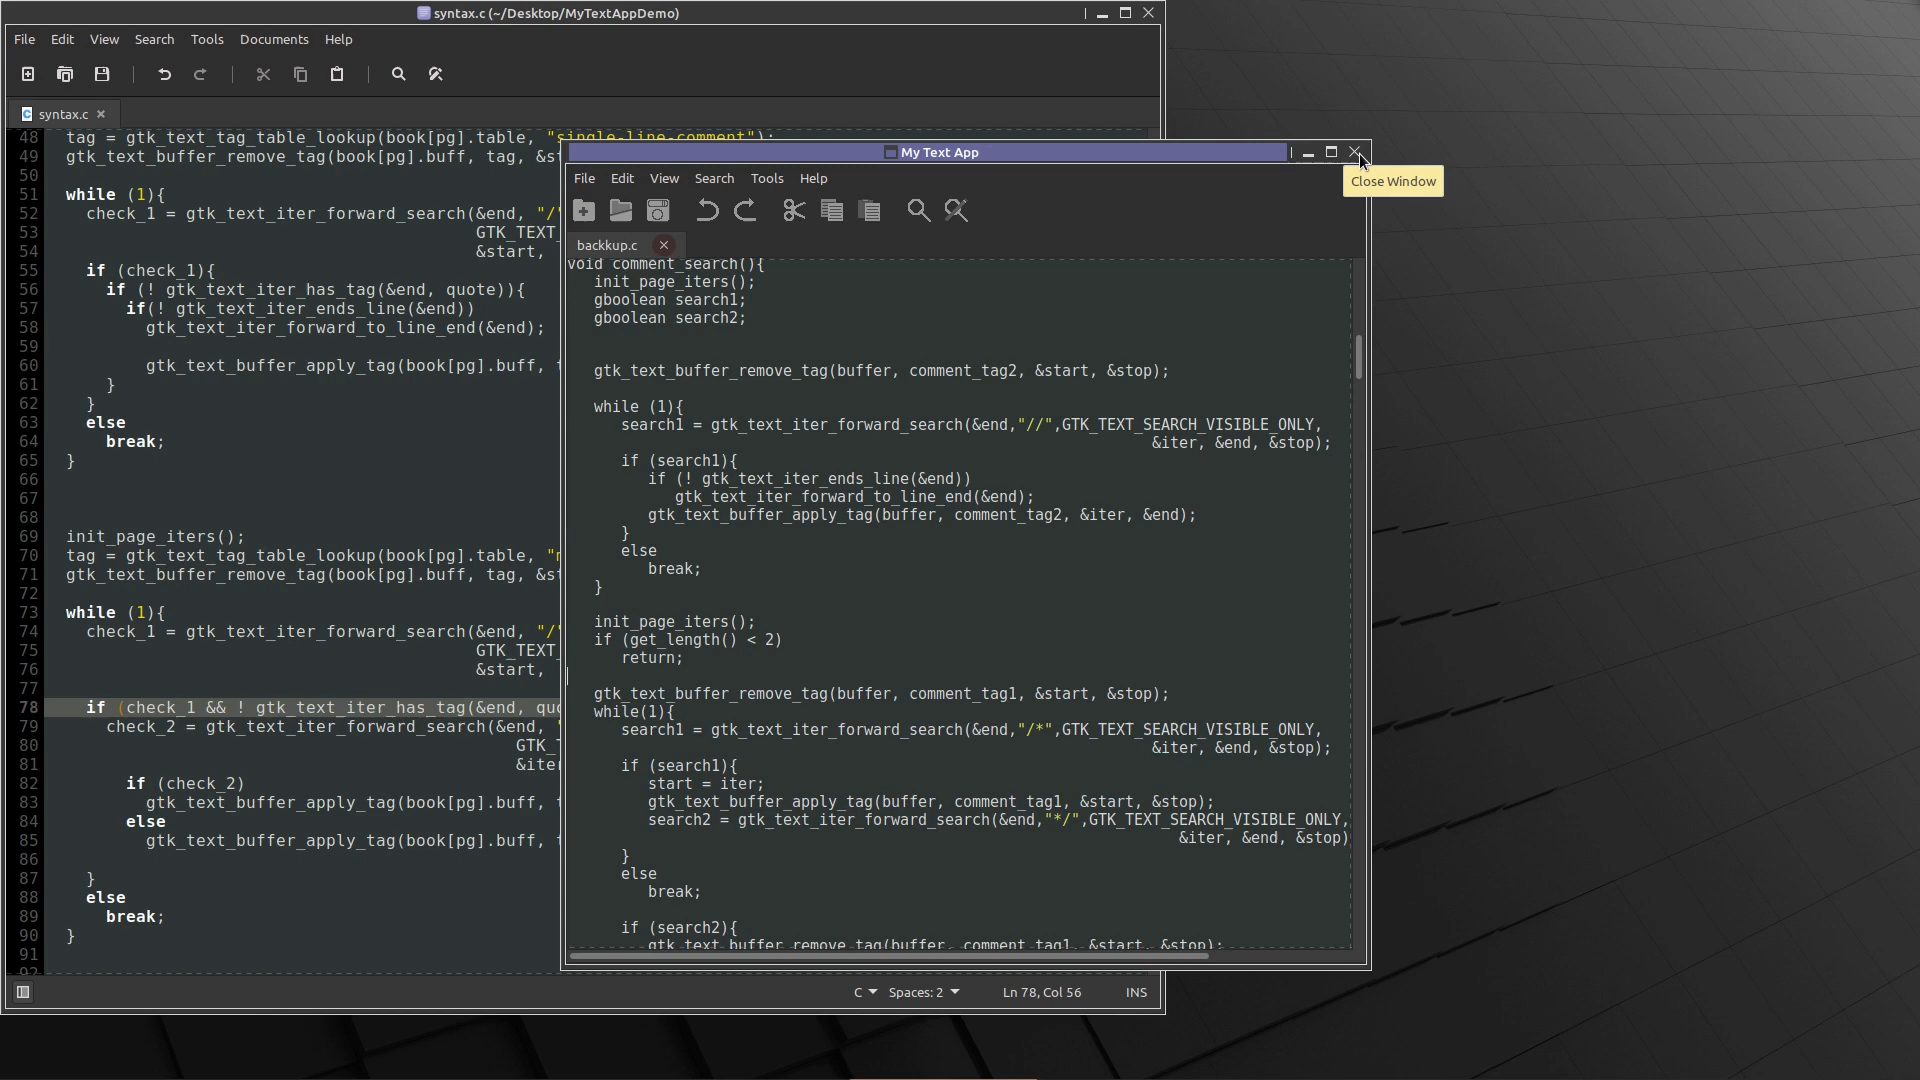 syntax.c (~/Desktop/MyTextAppDemo)
File Edit View Search Tools Documents Help
syntax.c
48 tag = gtk_text_tag_table_lookup(book[pg].table, "single-line-comment");
49 gtk_text_buffer_remove_tag(book[pg].buff, tag, &st
50
51 while (1){
52 check_1 = gtk_text_iter_forward_search(&end, "/
53 GTK_TEXT_
54 &start,
55 if (check_1){
56 if (! gtk_text_iter_has_tag(&end, quote)){
57 if(! gtk_text_iter_ends_line(&end))
58 gtk_text_iter_forward_to_line_end(&end);
59
60 gtk_text_buffer_apply_tag(book[pg].buff,
61 }
62 }
63 else
64 break;
65 }
66
67
68
69 init_page_iters();
70 tag = gtk_text_tag_table_lookup(book[pg].table, "
71 gtk_text_buffer_remove_tag(book[pg].buff, tag, &st
72
73 while (1){
74 check_1 = gtk_text_iter_forward_search(&end, "/
75 GTK_TEXT_
76 &start,
77
78 if (check_1 && ! gtk_text_iter_has_tag(&end, quo
79 check_2 = gtk_text_iter_forward_search(&end,
80 GTK_T
81 &iter
82 if (check_2)
83 gtk_text_buffer_apply_tag(book[pg].buff,
84 else
85 gtk_text_buffer_apply_tag(book[pg].buff,
86
87 }
88 else
89 break;
90 }
91
92
C Spaces: 2 Ln 78, Col 56 INS
My Text App
Close Window
File Edit View Search Tools Help
backkup.c
void comment_search(){
init_page_iters();
gboolean search1;
gboolean search2;
gtk_text_buffer_remove_tag(buffer, comment_tag2, &start, &stop);
while (1){
search1 = gtk_text_iter_forward_search(&end,"//",GTK_TEXT_SEARCH_VISIBLE_ONLY,
&iter, &end, &stop);
if (search1){
if (! gtk_text_iter_ends_line(&end))
gtk_text_iter_forward_to_line_end(&end);
gtk_text_buffer_apply_tag(buffer, comment_tag2, &iter, &end);
}
else
break;
}
init_page_iters();
if (get_length() < 2)
return;
gtk_text_buffer_remove_tag(buffer, comment_tag1, &start, &stop);
while(1){
search1 = gtk_text_iter_forward_search(&end,"/*",GTK_TEXT_SEARCH_VISIBLE_ONLY,
&iter, &end, &stop);
if (search1){
start = iter;
gtk_text_buffer_apply_tag(buffer, comment_tag1, &start, &stop);
search2 = gtk_text_iter_forward_search(&end,"*/",GTK_TEXT_SEARCH_VISIBLE_ONLY,
&iter, &end, &stop)
}
else
break;
if (search2){
gtk_text_buffer_remove_tag(buffer, comment_tag1, &start, &stop);